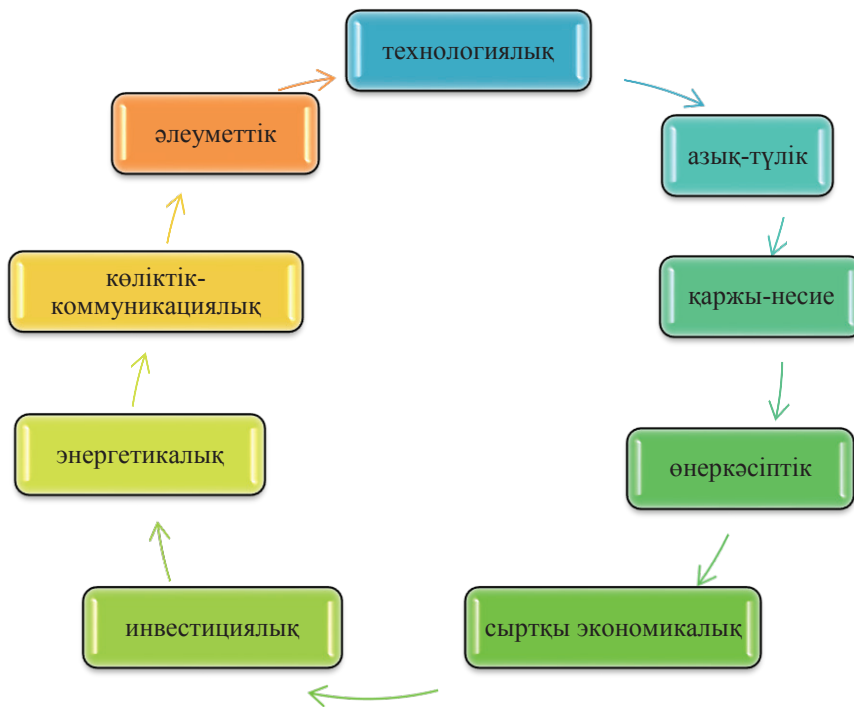 технологиялық
азық-түлік
қаржы-несие
өнеркәсіптік
сыртқы экономикалық
инвестициялық
энергетикалық
көліктік-
коммуникациялық
әлеуметтік